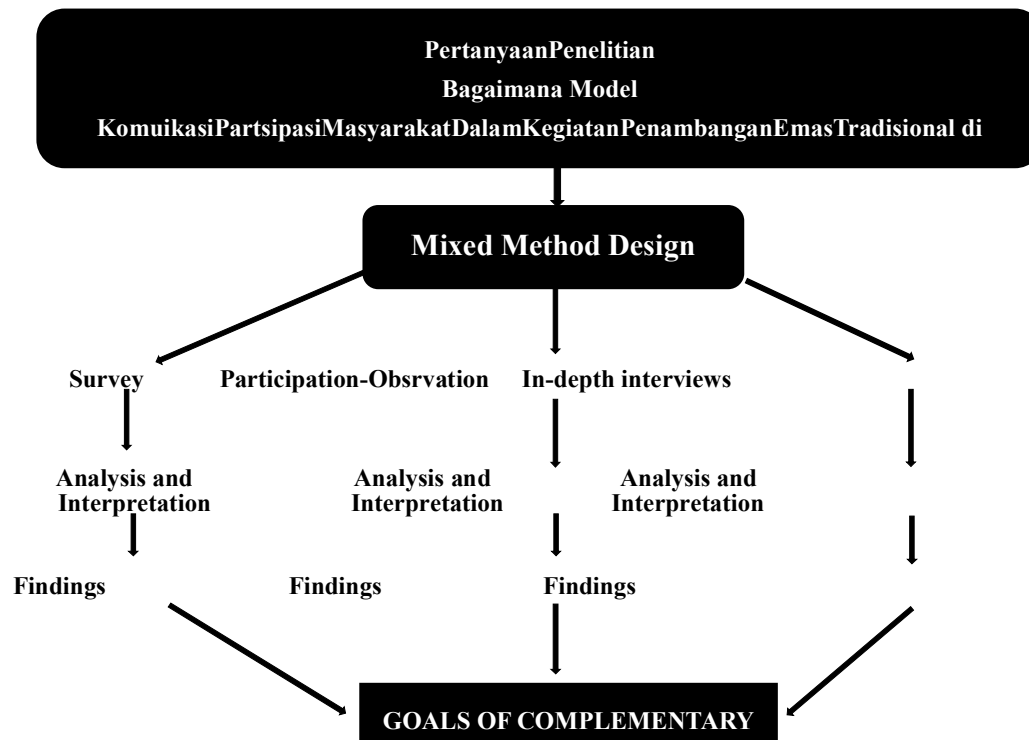 PertanyaanPenelitian
Bagaimana Model
KomuikasiPartsipasiMasyarakatDalamKegiatanPenambanganEmasTradisional di
Mixed Method Design
Survey
Participation-Obsrvation
In-depth interviews
Analysis and
Interpretation
Analysis and
Interpretation
Analysis and
Interpretation
Findings
Findings
Findings
GOALS OF COMPLEMENTARY